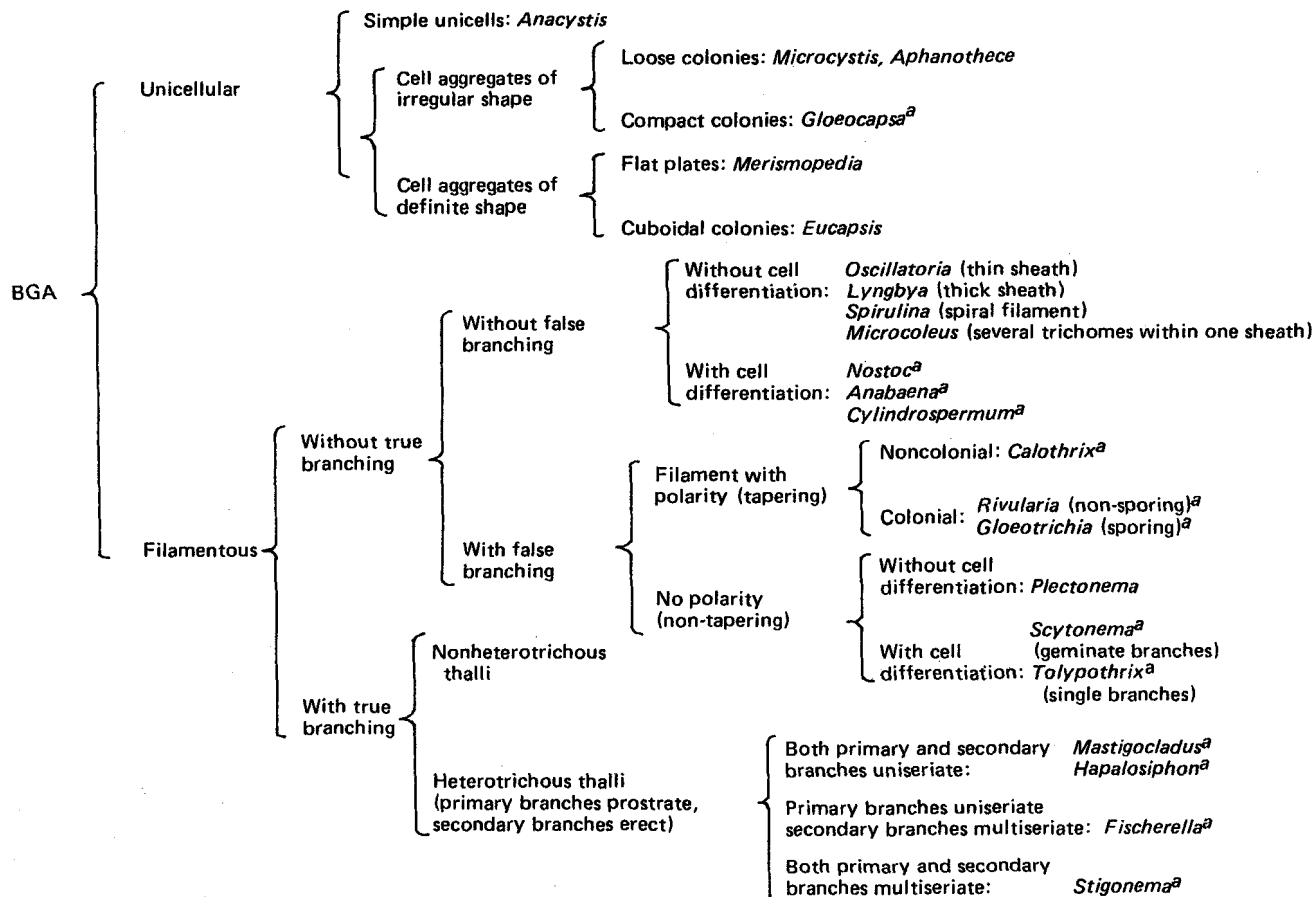 BGA
Unicellular
Simple unicells: Anacystis
Cell aggregates of
irregular shape
Loose colonies: Microcystis, Aphanothece
Compact colonies: Gloeocapsaᵃ
Cell aggregates of
definite shape
Flat plates: Merismopedia
Cuboidal colonies: Eucapsis
Filamentous
Without true
branching
Without false
branching
Without cell
differentiation:
Oscillatoria (thin sheath)
Lyngbya (thick sheath)
Spirulina (spiral filament)
Microcoleus (several trichomes within one sheath)
With cell
differentiation:
Nostocᵃ
Anabaenaᵃ
Cylindrospermumᵃ
With false
branching
Filament with
polarity (tapering)
Noncolonial: Calothrixᵃ
Colonial:
Rivularia (non-sporing)ᵃ
Gloeotrichia (sporing)ᵃ
No polarity
(non-tapering)
Without cell
differentiation: Plectonema
With cell
differentiation:
Scytonemaᵃ
(geminate branches)
Tolypothrixᵃ
(single branches)
With true
branching
Nonheterotrichous
thalli
Heterotrichous thalli
(primary branches prostrate,
secondary branches erect)
Both primary and secondary
branches uniseriate:
Mastigocladusᵃ
Hapalosiphonᵃ
Primary branches uniseriate
secondary branches multiseriate: Fischerellaᵃ
Both primary and secondary
branches multiseriate: Stigonemaᵃ